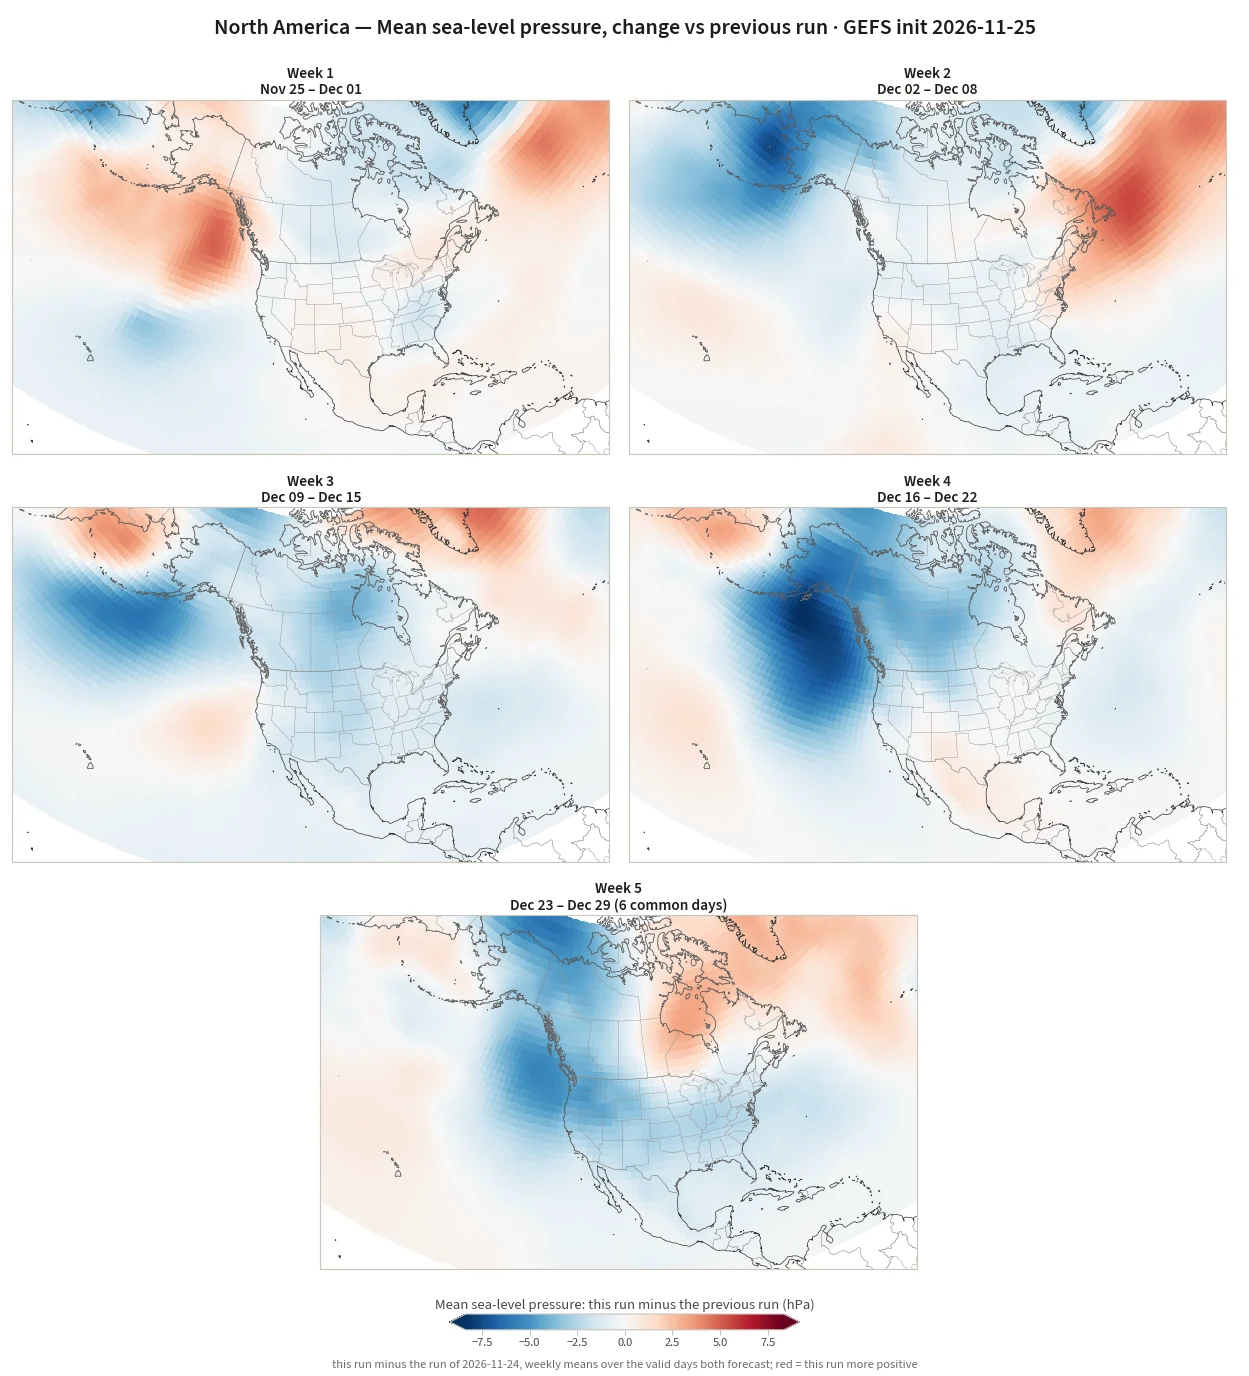 North America — Mean sea-level pressure, change vs previous run · GEFS init 2026-11-25
Week 1
Nov 25 – Dec 01
Week 2
Dec 02 – Dec 08
Week 3
Dec 09 – Dec 15
Week 4
Dec 16 – Dec 22
Week 5
Dec 23 – Dec 29 (6 common days)
Mean sea-level pressure: this run minus the previous run (hPa)
−7.5 −5.0 −2.5 0.0 2.5 5.0 7.5
this run minus the run of 2026-11-24, weekly means over the valid days both forecast; red = this run more positive